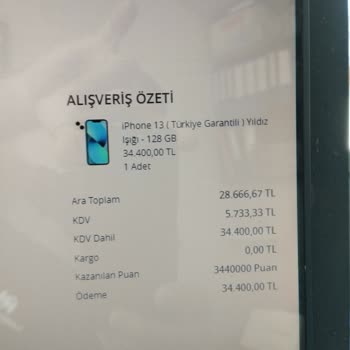 ALIŞVERİŞ ÖZETİ
iPhone 13 ( Türkiye Garantili ) Yıldız
Işığı - 128 GB
34.400,00 TL
1 Adet
Ara Toplam 28.666,67 TL
KDV 5.733,33 TL
KDV Dahil 34.400,00 TL
Kargo 0,00 TL
Kazanılan Puan 3440000 Puan
Ödeme 34.400,00 TL